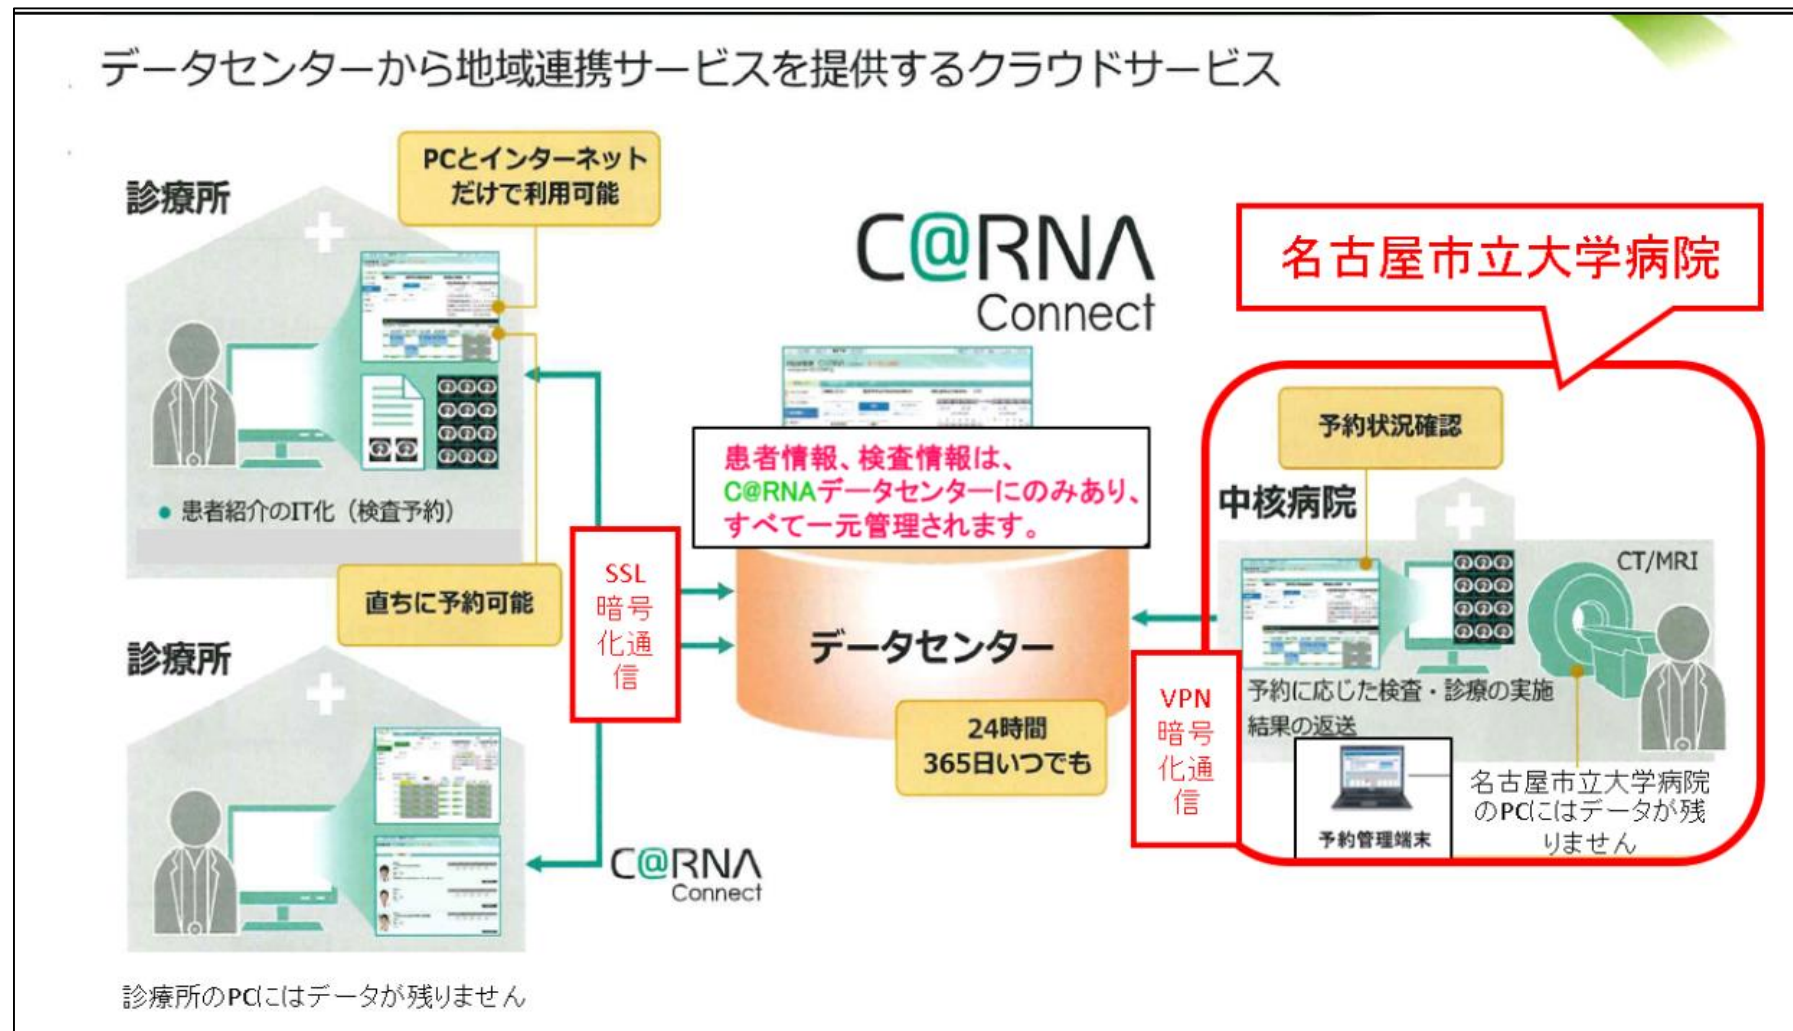 データセンターから地域連携サービスを提供するクラウドサービス
PCとインターネット
だけで利用可能
診療所
C@RNA
Connect
名古屋市立大学病院
予約状況確認
患者情報、検査情報は、
C@RNAデータセンターにのみあり、
すべて一元管理されます。
中核病院
● 患者紹介のIT化（検査予約）
CT/MRI
直ちに予約可能
SSL
暗号
化通
信
データセンター
診療所
予約に応じた検査・診療の実施
結果の返送
VPN
暗号
化通
信
24時間
365日いつでも
予約管理端末
名古屋市立大学病院
のPCにはデータが残
りません
C@RNA
Connect
診療所のPCにはデータが残りません